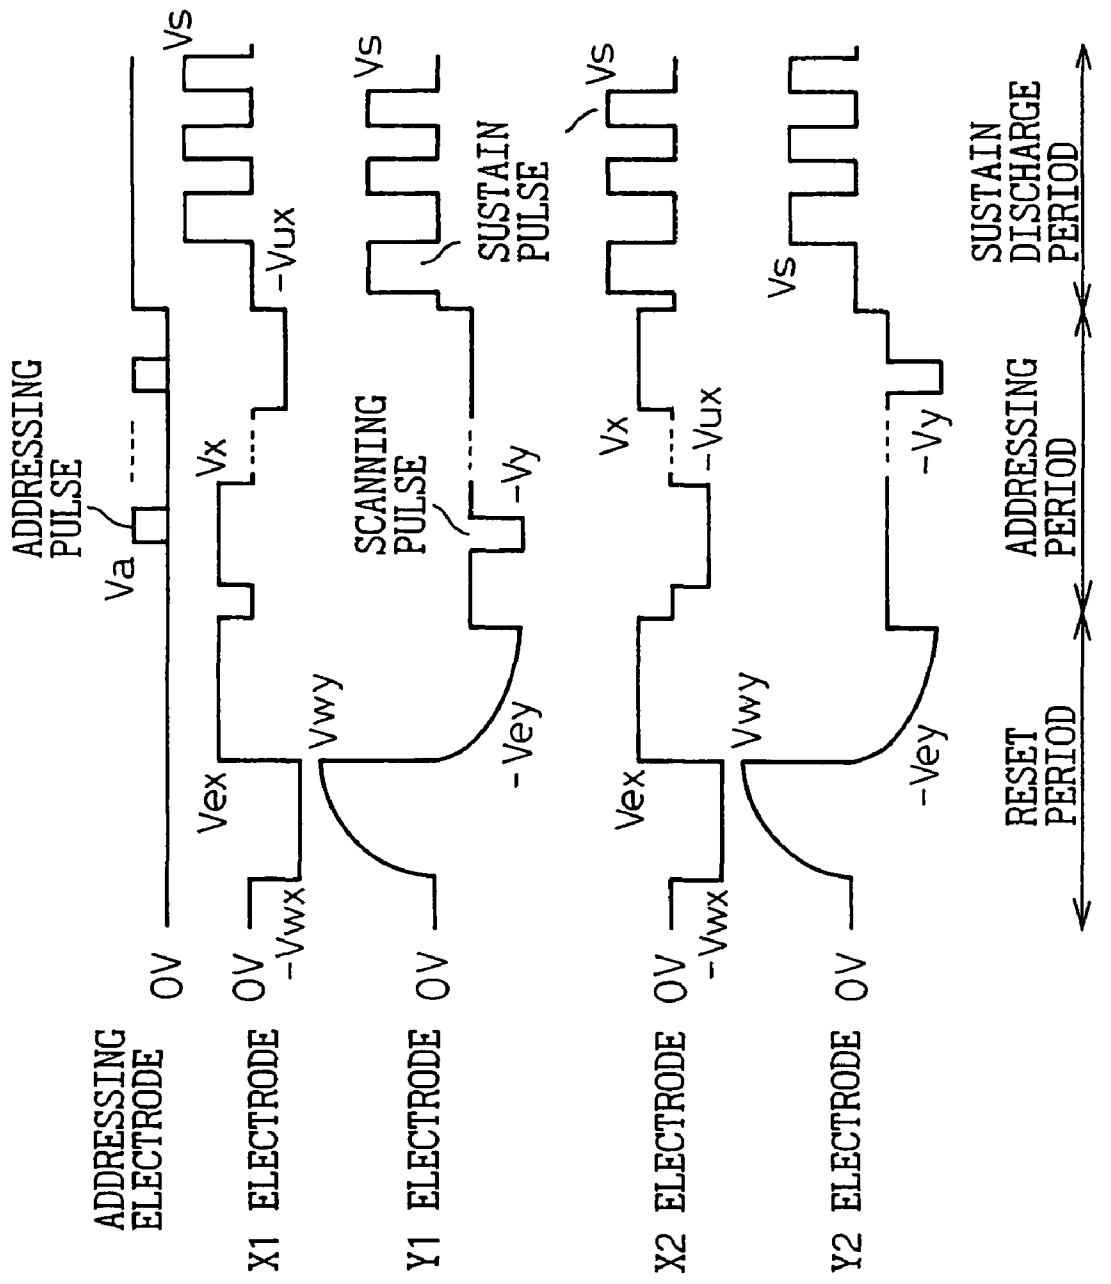 ADDRESSING
ELECTRODE
0V
Va
ADDRESSING
PULSE
X1 ELECTRODE
0V
-Vwx
Vex
Vx
-Vux
Vs
Y1 ELECTRODE
0V
Vwy
-Vey
SCANNING
PULSE
-Vy
Vs
SUSTAIN
PULSE
X2 ELECTRODE
0V
-Vwx
Vex
Vx
-Vux
Vs
Y2 ELECTRODE
0V
Vwy
-Vey
-Vy
Vs
RESET
PERIOD
ADDRESSING
PERIOD
SUSTAIN
DISCHARGE
PERIOD